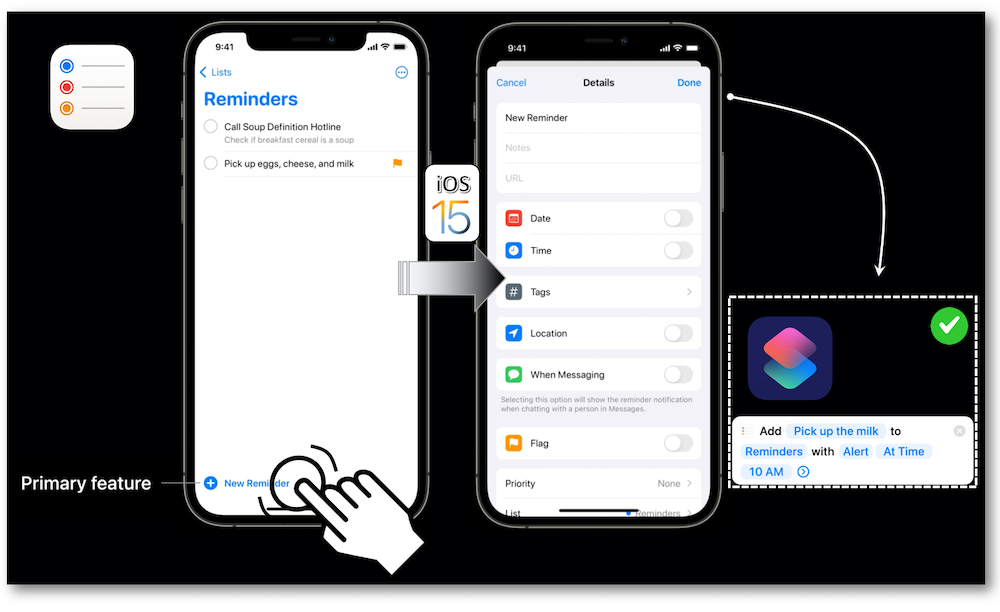 9:41
Lists
Reminders
Call Soup Definition Hotline
Check if breakfast cereal is a soup
Pick up eggs, cheese, and milk
Primary feature
New Reminder
iOS
15
9:41
Cancel
Details
Done
New Reminder
Notes
URL
Date
Time
#
Tags
Location
When Messaging
Selecting this option will show the reminder notification
when chatting with a person in Messages.
Flag
Priority
None
List
Reminders
Add Pick up the milk to
Reminders with Alert At Time
10 AM